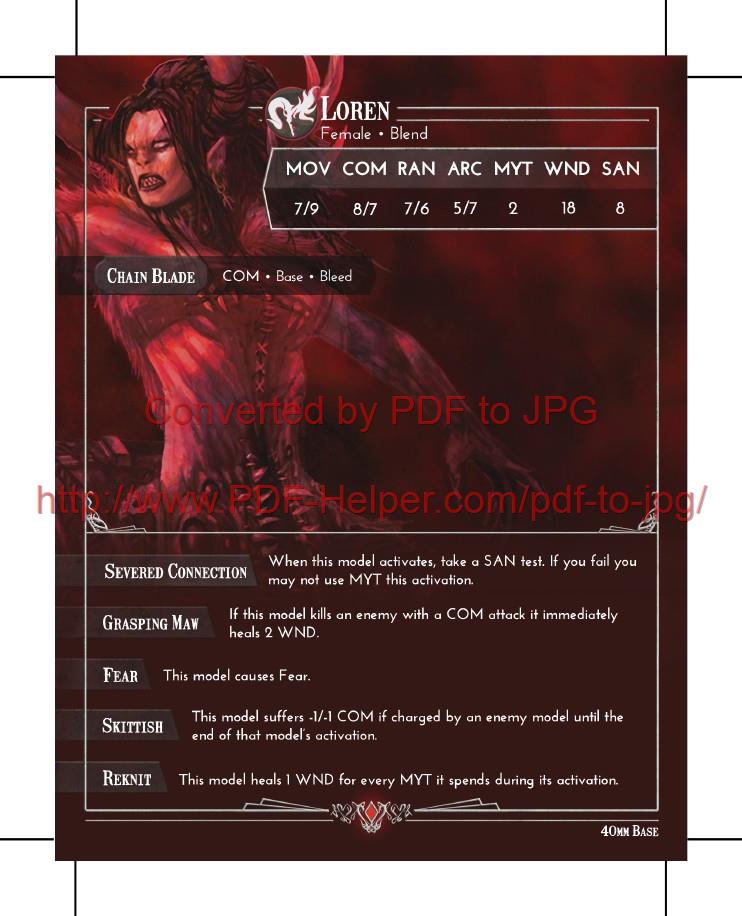 Loren
Female • Blend
MOV COM RAN ARC MYT WND SAN
7/9 8/7 7/6 5/7 2 18 8
Chain Blade COM • Base • Bleed
Converted by PDF to JPG
http://www.PDF-Helper.com/pdf-to-jpg/
Severed Connection
When this model activates, take a SAN test. If you fail you
may not use MYT this activation.
Grasping Maw
If this model kills an enemy with a COM attack it immediately
heals 2 WND.
Fear This model causes Fear.
Skittish
This model suffers -1/-1 COM if charged by an enemy model until the
end of that model's activation.
Reknit This model heals 1 WND for every MYT it spends during its activation.
40mm Base